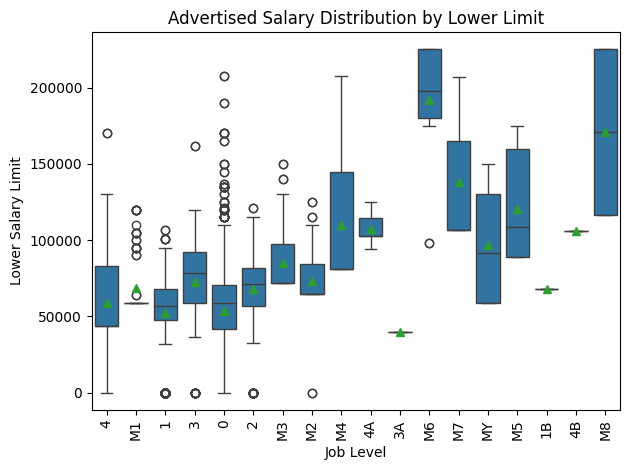 Advertised Salary Distribution by Lower Limit
Lower Salary Limit
200000
150000
100000
50000
0
4 M1 1 3 0 2 M3 M2 M4 4A 3A M6 M7 MY M5 1B 4B M8
Job Level